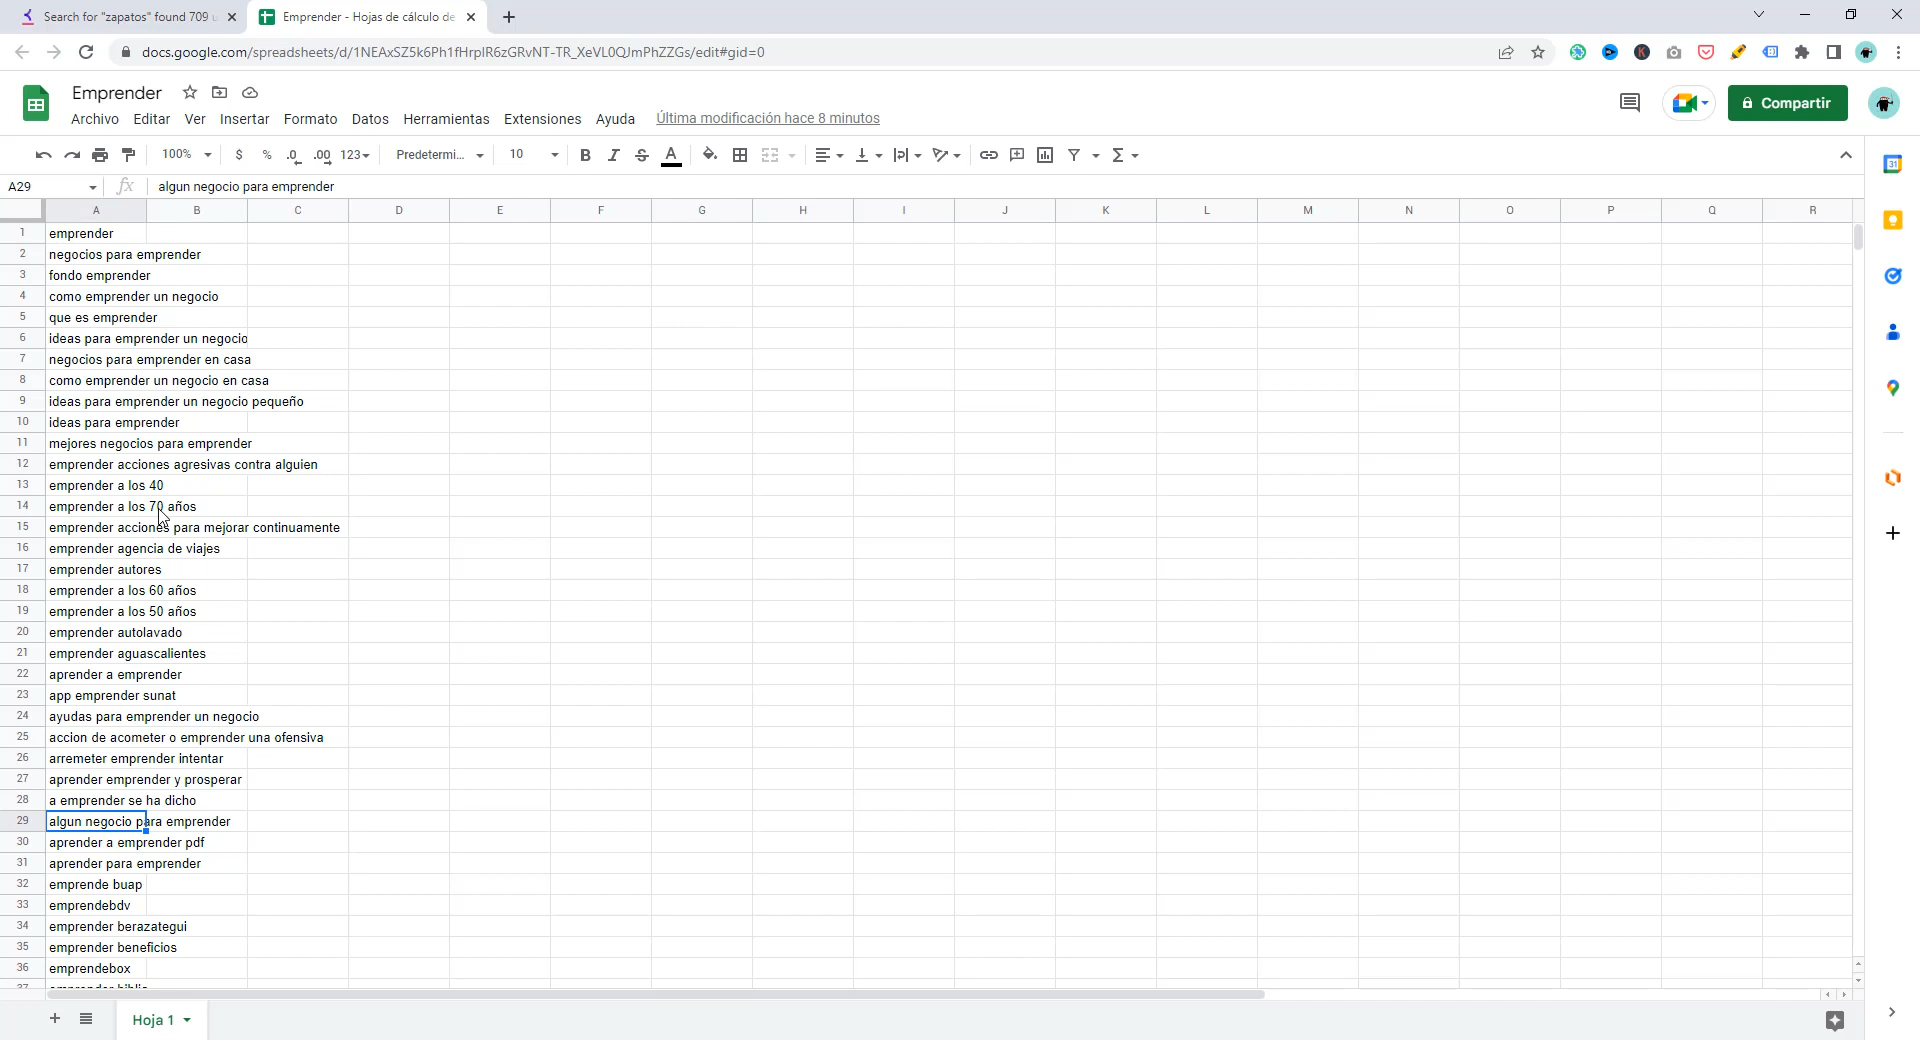 Search for "zapatos" found 709 u
Emprender - Hojas de cálculo de
docs.google.com/spreadsheets/d/1NEAxSZ5k6Ph1fHrpIR6zGRvNT-TR_XeVL0QJmPhZZGs/edit#gid=0
Emprender
Archivo Editar Ver Insertar Formato Datos Herramientas Extensiones Ayuda Última modificación hace 8 minutos
Compartir
100% $ % .0 .00 123 Predetermi... 10 B I S A Σ
A29 fx algun negocio para emprender
A B C D E F G H I J K L M N O P Q R
1 emprender
2 negocios para emprender
3 fondo emprender
4 como emprender un negocio
5 que es emprender
6 ideas para emprender un negocio
7 negocios para emprender en casa
8 como emprender un negocio en casa
9 ideas para emprender un negocio pequeño
10 ideas para emprender
11 mejores negocios para emprender
12 emprender acciones agresivas contra alguien
13 emprender a los 40
14 emprender a los 70 años
15 emprender acciones para mejorar continuamente
16 emprender agencia de viajes
17 emprender autores
18 emprender a los 60 años
19 emprender a los 50 años
20 emprender autolavado
21 emprender aguascalientes
22 aprender a emprender
23 app emprender sunat
24 ayudas para emprender un negocio
25 accion de acometer o emprender una ofensiva
26 arremeter emprender intentar
27 aprender emprender y prosperar
28 a emprender se ha dicho
29 algun negocio para emprender
30 aprender a emprender pdf
31 aprender para emprender
32 emprende buap
33 emprendebdv
34 emprender berazategui
35 emprender beneficios
36 emprendebox
37
Hoja 1
31